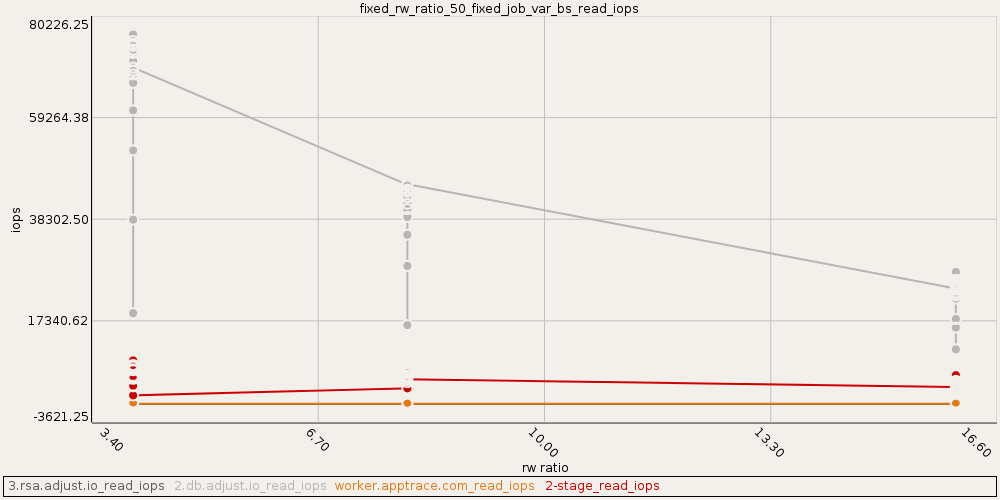 fixed_rw_ratio_50_fixed_job_var_bs_read_iops
80226.25
59264.38
38302.50
17340.62
-3621.25
iops
3.40 6.70 10.00 13.30 16.60
rw ratio
3.rsa.adjust.io_read_iops 2.db.adjust.io_read_iops worker.apptrace.com_read_iops 2-stage_read_iops